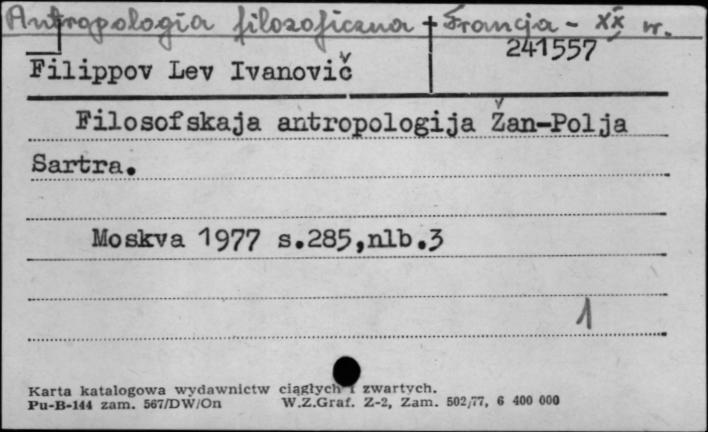 Antropologia filozoficzna + Francja - XX w.
241557
Filippov Lev Ivanovič
Filosofskaja antropologija Žan-Polja
Sartra.
Moskva 1977 s.285,nlb.3
1
Karta katalogowa wydawnictw ciągłych i zwartych.
Pu-B-144 zam. 567/DW/On W.Z.Graf. Z-2, Zam. 502/77, 6 400 000